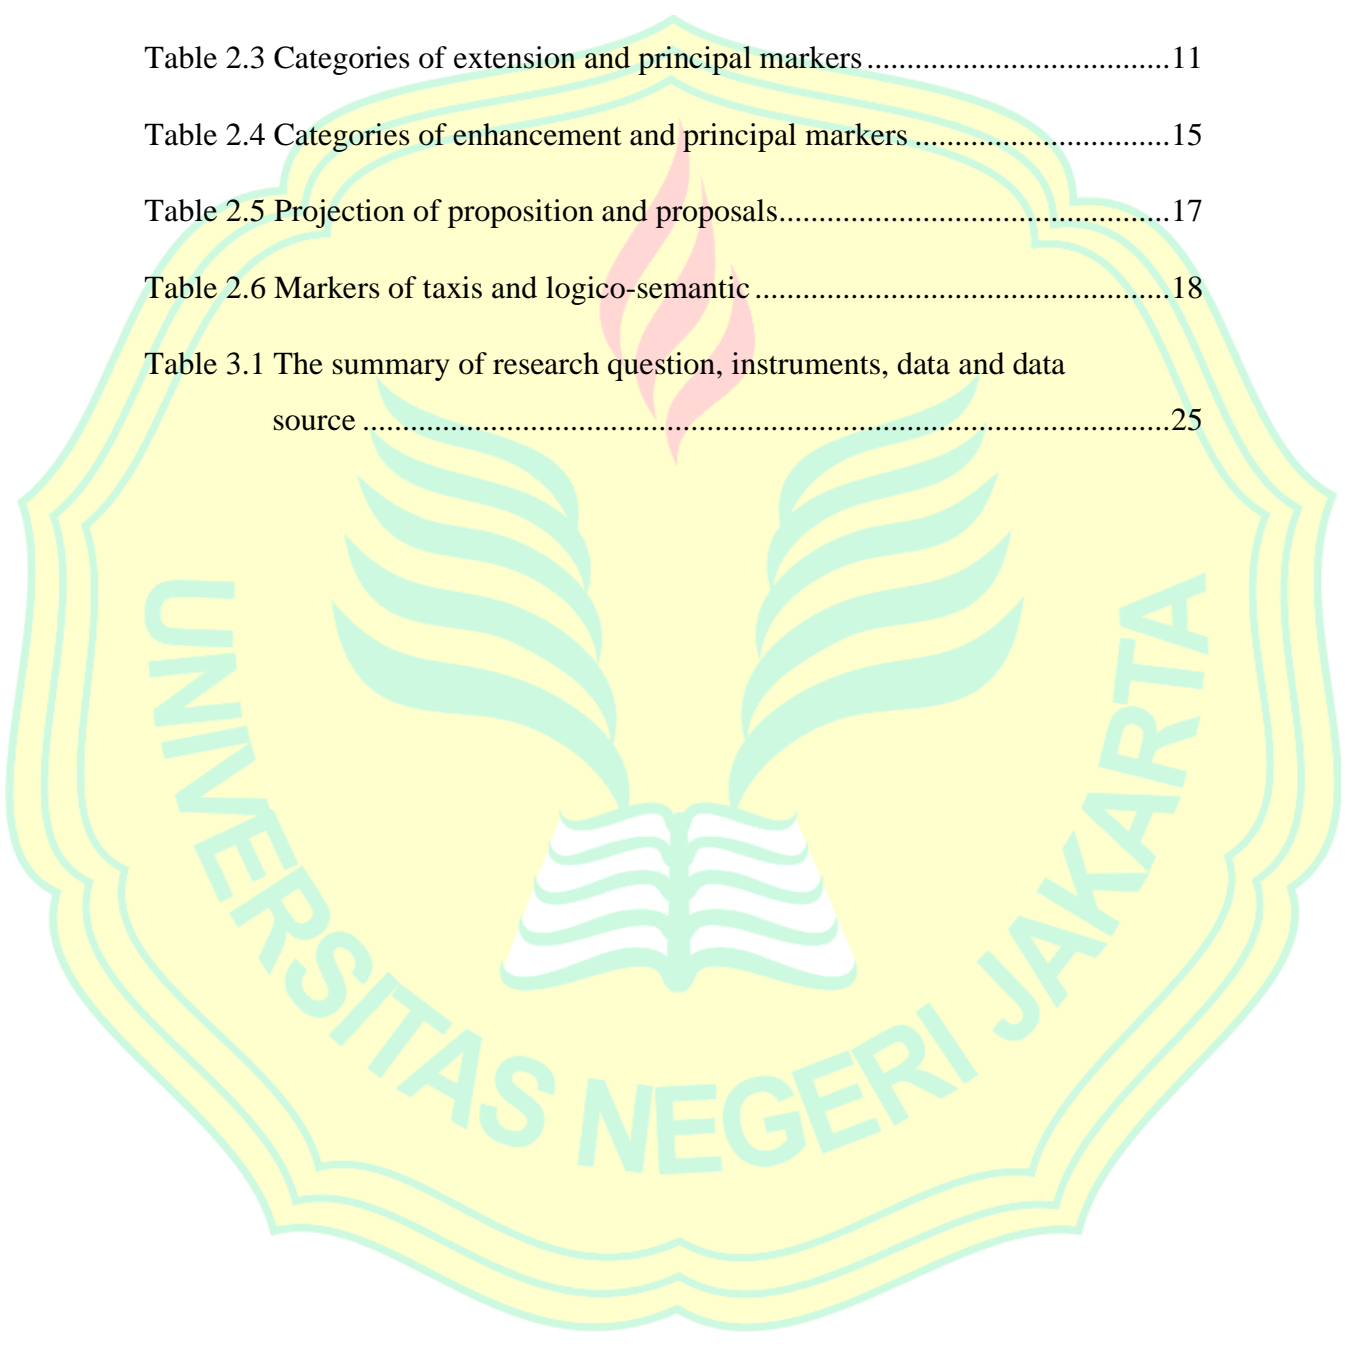 Table 2.3 Categories of extension and principal markers......................................11
Table 2.4 Categories of enhancement and principal markers................................15
Table 2.5 Projection of proposition and proposals.................................................17
Table 2.6 Markers of taxis and logico-semantic....................................................18
Table 3.1 The summary of research question, instruments, data and data
source......................................................................................................25
UNIVERSITAS NEGERI JAKARTA